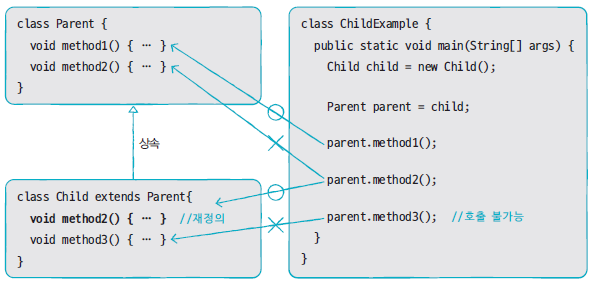 class Parent {
void method1() { … }
void method2() { … }
}
상속
class Child extends Parent{
void method2() { … } //재정의
void method3() { … }
}
class ChildExample {
public static void main(String[] args) {
Child child = new Child();
Parent parent = child;
parent.method1();
parent.method2();
parent.method3(); //호출 불가능
}
}